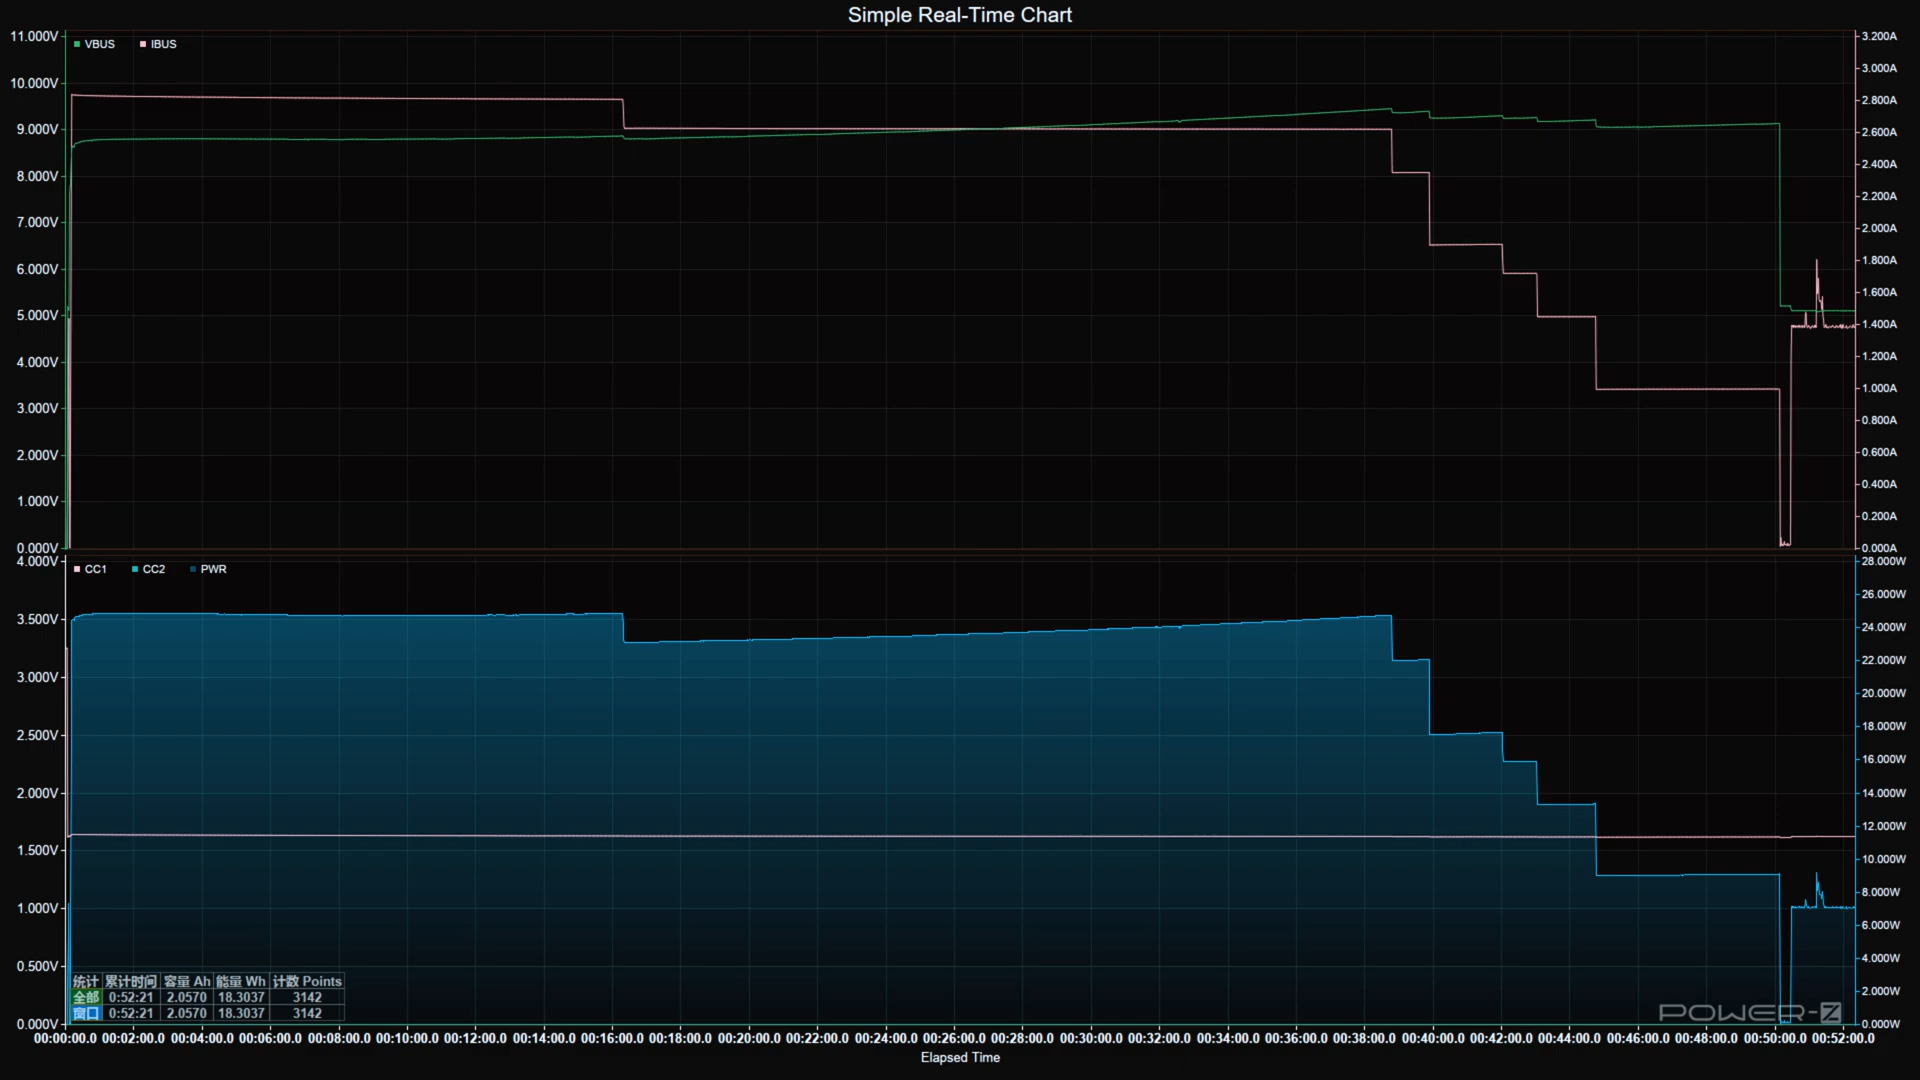 Simple Real-Time Chart
VBUS IBUS
11.000V
10.000V
9.000V
8.000V
7.000V
6.000V
5.000V
4.000V
3.000V
2.000V
1.000V
0.000V
3.200A
3.000A
2.800A
2.600A
2.400A
2.200A
2.000A
1.800A
1.600A
1.400A
1.200A
1.000A
0.800A
0.600A
0.400A
0.200A
0.000A
CC1 CC2 PWR
4.000V
3.500V
3.000V
2.500V
2.000V
1.500V
1.000V
0.500V
0.000V
28.000W
26.000W
24.000W
22.000W
20.000W
18.000W
16.000W
14.000W
12.000W
10.000W
8.000W
6.000W
4.000W
2.000W
0.000W
统计 累计时间 容量 Ah 能量 Wh 计数 Points
全部 0:52:21 2.0570 18.3037 3142
窗口 0:52:21 2.0570 18.3037 3142
POWER-Z
00:00:00.0 00:02:00.0 00:04:00.0 00:06:00.0 00:08:00.0 00:10:00.0 00:12:00.0 00:14:00.0 00:16:00.0 00:18:00.0 00:20:00.0 00:22:00.0 00:24:00.0 00:26:00.0 00:28:00.0 00:30:00.0 00:32:00.0 00:34:00.0 00:36:00.0 00:38:00.0 00:40:00.0 00:42:00.0 00:44:00.0 00:46:00.0 00:48:00.0 00:50:00.0 00:52:00.0
Elapsed Time